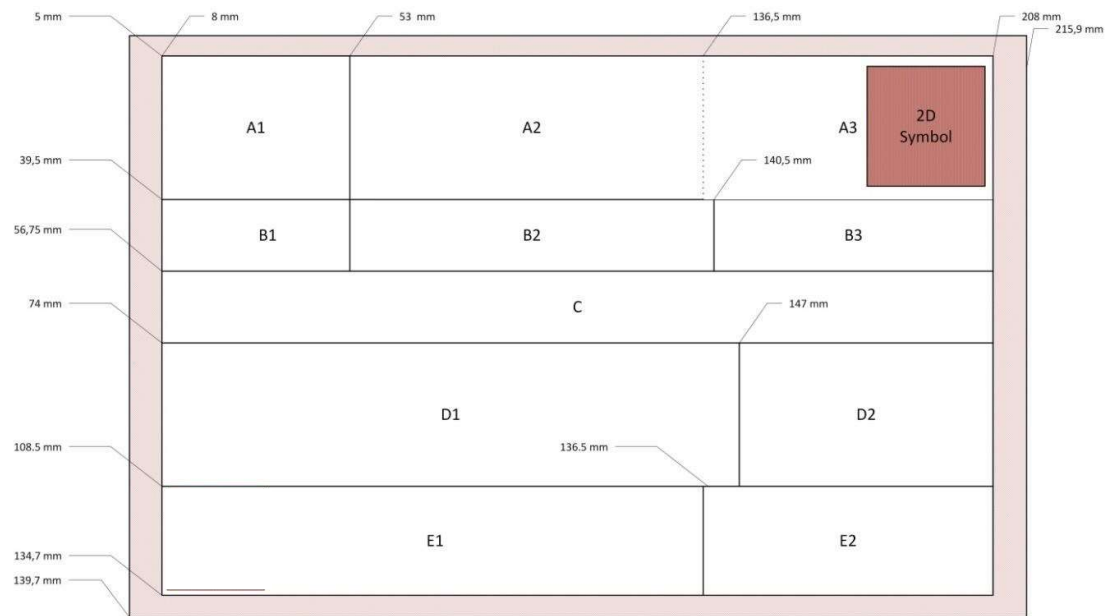 5 mm
8 mm
53 mm
136,5 mm
208 mm
215,9 mm
A1
A2
A3
2D
Symbol
39,5 mm
140,5 mm
56,75 mm
B1
B2
B3
74 mm
C
147 mm
D1
D2
108.5 mm
136.5 mm
E1
E2
134,7 mm
139,7 mm